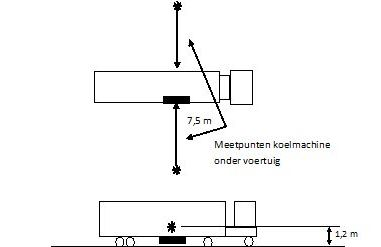 7,5 m
Meetpunten koelmachine
onder voertuig
1,2 m